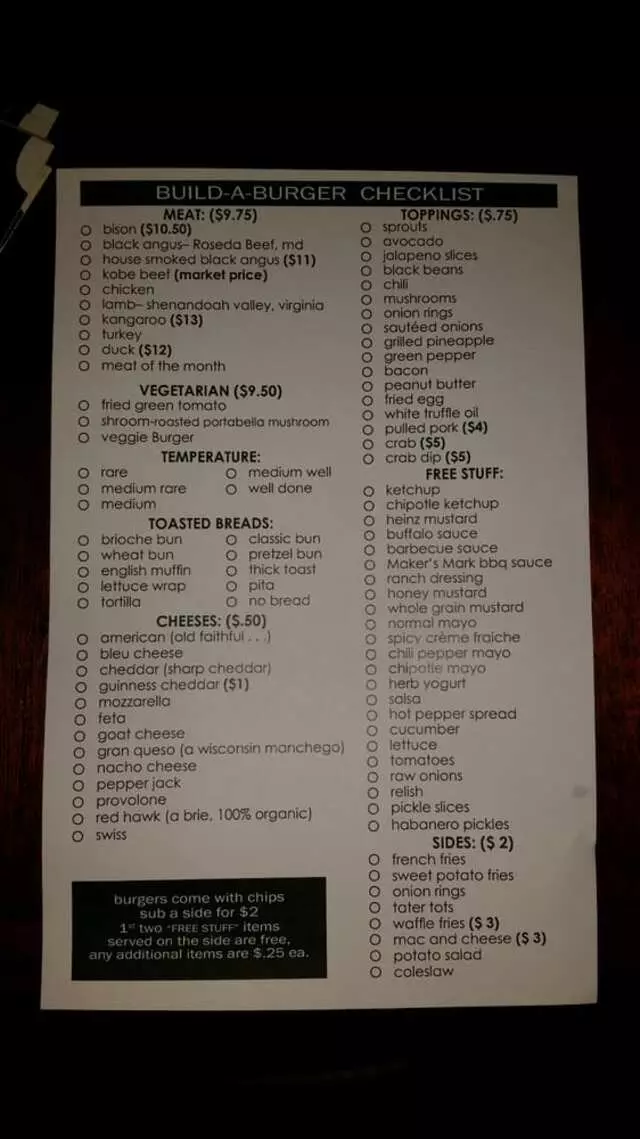 BUILD-A-BURGER CHECKLIST
MEAT: ($9.75)
bison ($10.50)
black angus– Roseda Beef, md
house smoked black angus ($11)
kobe beef (market price)
chicken
lamb– shenandoah valley, virginia
kangaroo ($13)
turkey
duck ($12)
meat of the month
VEGETARIAN ($9.50)
fried green tomato
shroom-roasted portabella mushroom
veggie Burger
TEMPERATURE:
rare
medium well
medium rare
well done
medium
TOASTED BREADS:
brioche bun
classic bun
wheat bun
pretzel bun
english muffin
thick toast
lettuce wrap
pita
tortilla
no bread
CHEESES: ($.50)
american (old faithful . . .)
bleu cheese
cheddar (sharp cheddar)
guinness cheddar ($1)
mozzarella
feta
goat cheese
gran queso (a wisconsin manchego)
nacho cheese
pepper jack
provolone
red hawk (a brie, 100% organic)
swiss
burgers come with chips
sub a side for $2
1st two "FREE STUFF" items
served on the side are free,
any additional items are $.25 ea.
TOPPINGS: ($.75)
sprouts
avocado
jalapeno slices
black beans
chili
mushrooms
onion rings
sautéed onions
grilled pineapple
green pepper
bacon
peanut butter
fried egg
white truffle oil
pulled pork ($4)
crab ($5)
crab dip ($5)
FREE STUFF:
ketchup
chipotle ketchup
heinz mustard
buffalo sauce
barbecue sauce
Maker's Mark bbq sauce
ranch dressing
honey mustard
whole grain mustard
normal mayo
spicy crème fraiche
chili pepper mayo
chipotle mayo
herb yogurt
salsa
hot pepper spread
cucumber
lettuce
tomatoes
raw onions
relish
pickle slices
habanero pickles
SIDES: ($ 2)
french fries
sweet potato fries
onion rings
tater tots
waffle fries ($ 3)
mac and cheese ($ 3)
potato salad
coleslaw